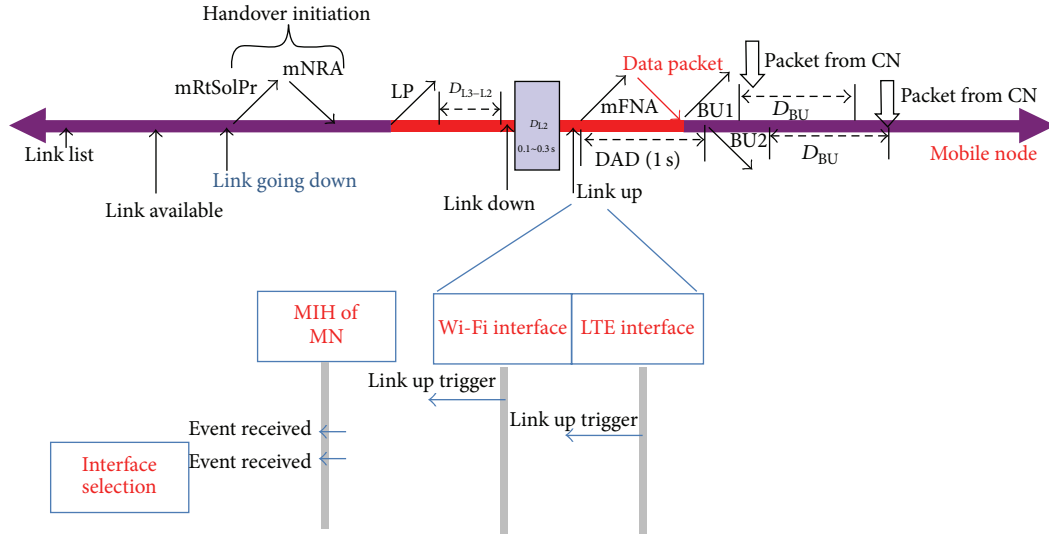 Handover initiation
mRtSolPr
mNRA
LP
D_L3–L2
D_L2
0.1~0.3 s
mFNA
Data packet
BU1
Packet from CN
D_BU
Packet from CN
BU2
D_BU
DAD (1 s)
Mobile node
Link list
Link available
Link going down
Link down
Link up
MIH of
MN
Wi-Fi interface
LTE interface
Link up trigger
Link up trigger
Event received
Event received
Interface
selection